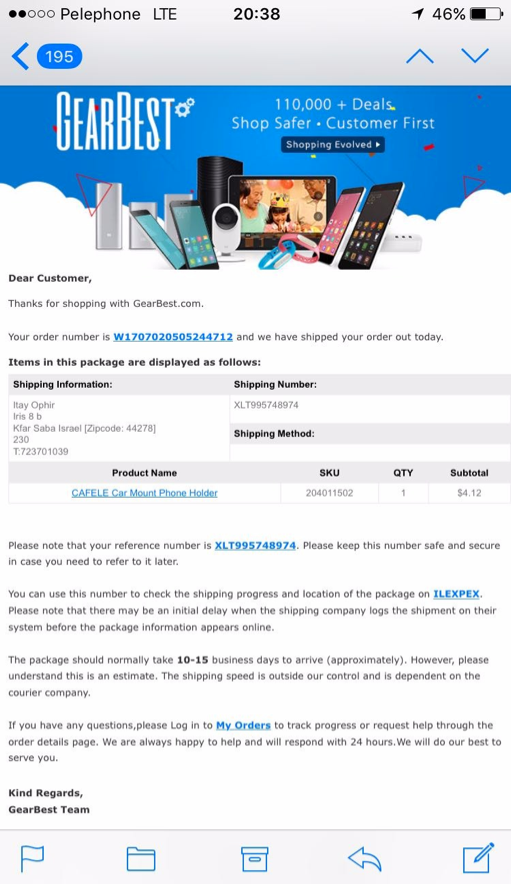 Pelephone LTE 20:38 46%
195
GEARBEST
110,000 + Deals
Shop Safer • Customer First
Shopping Evolved
Dear Customer,
Thanks for shopping with GearBest.com.
Your order number is W1707020505244712 and we have shipped your order out today.
Items in this package are displayed as follows:
Shipping Information: Shipping Number:
Itay Ophir XLT995748974
Iris 8 b
Kfar Saba Israel [Zipcode: 44278] Shipping Method:
230
T:723701039
Product Name SKU QTY Subtotal
CAFELE Car Mount Phone Holder 204011502 1 $4.12
Please note that your reference number is XLT995748974. Please keep this number safe and secure
in case you need to refer to it later.
You can use this number to check the shipping progress and location of the package on ILEXPEX.
Please note that there may be an initial delay when the shipping company logs the shipment on their
system before the package information appears online.
The package should normally take 10-15 business days to arrive (approximately). However, please
understand this is an estimate. The shipping speed is outside our control and is dependent on the
courier company.
If you have any questions,please Log in to My Orders to track progress or request help through the
order details page. We are always happy to help and will respond with 24 hours.We will do our best to
serve you.
Kind Regards,
GearBest Team